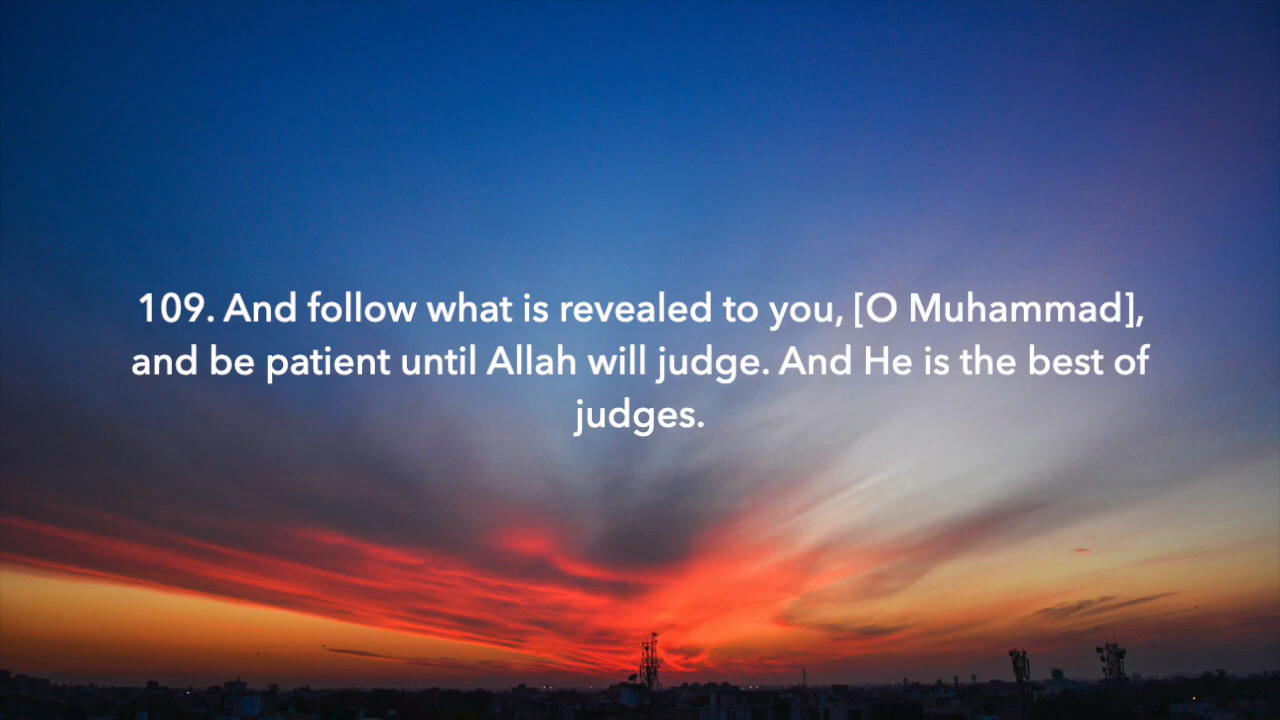 109. And follow what is revealed to you, [O Muhammad],
and be patient until Allah will judge. And He is the best of
judges.